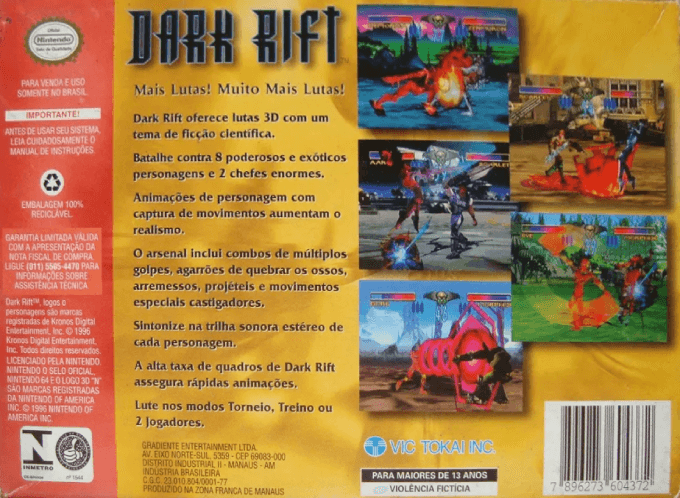 Oficial
Nintendo
Selo de Qualidade
PARA VENDA E USO
SOMENTE NO BRASIL.
IMPORTANTE!
ANTES DE USAR SEU SISTEMA,
LEIA CUIDADOSAMENTE O
MANUAL DE INSTRUÇÕES.
EMBALAGEM 100%
RECICLÁVEL.
GARANTIA LIMITADA VÁLIDA
COM A APRESENTAÇÃO DA
NOTA FISCAL DE COMPRA.
LIGUE (011) 5505-4470 PARA
INFORMAÇÕES SOBRE
ASSISTÊNCIA TÉCNICA
Dark Rift™, logos e
personagens são marcas
registradas de Kronos Digital
Entertainment, Inc. © 1996
Kronos Digital Entertainment,
Inc. Todos direitos reservados.
LICENCIADO PELA NINTENDO.
NINTENDO O SELO OFICIAL,
NINTENDO 64 E O LOGO 3D "N"
SÃO MARCAS REGISTRADAS
DA NINTENDO OF AMERICA
INC. © 1996 NINTENDO OF
AMERICA INC.
N
INMETRO
DARK RIFT™
Mais Lutas! Muito Mais Lutas!
Dark Rift oferece lutas 3D com um
tema de ficção científica.
Batalhe contra 8 poderosos e exóticos
personagens e 2 chefes enormes.
Animações de personagem com
captura de movimentos aumentam o
realismo.
O arsenal inclui combos de múltiplos
golpes, agarrões de quebrar os ossos,
arremessos, projéteis e movimentos
especiais castigadores.
Sintonize na trilha sonora estéreo de
cada personagem.
A alta taxa de quadros de Dark Rift
assegura rápidas animações.
Lute nos modos Torneio, Treino ou
2 Jogadores.
GRADIENTE ENTERTAINMENT LTDA.
AV. EIXO NORTE-SUL, 5359 - CEP 69083-000
DISTRITO INDUSTRIAL II - MANAUS - AM
INDÚSTRIA BRASILEIRA
C.G.C. 23.010.804/0001-77
PRODUZIDO NA ZONA FRANCA DE MANAUS
VIC TOKAI INC.
PARA MAIORES DE 13 ANOS
VIOLÊNCIA FICTÍCIA
7 896273 604372